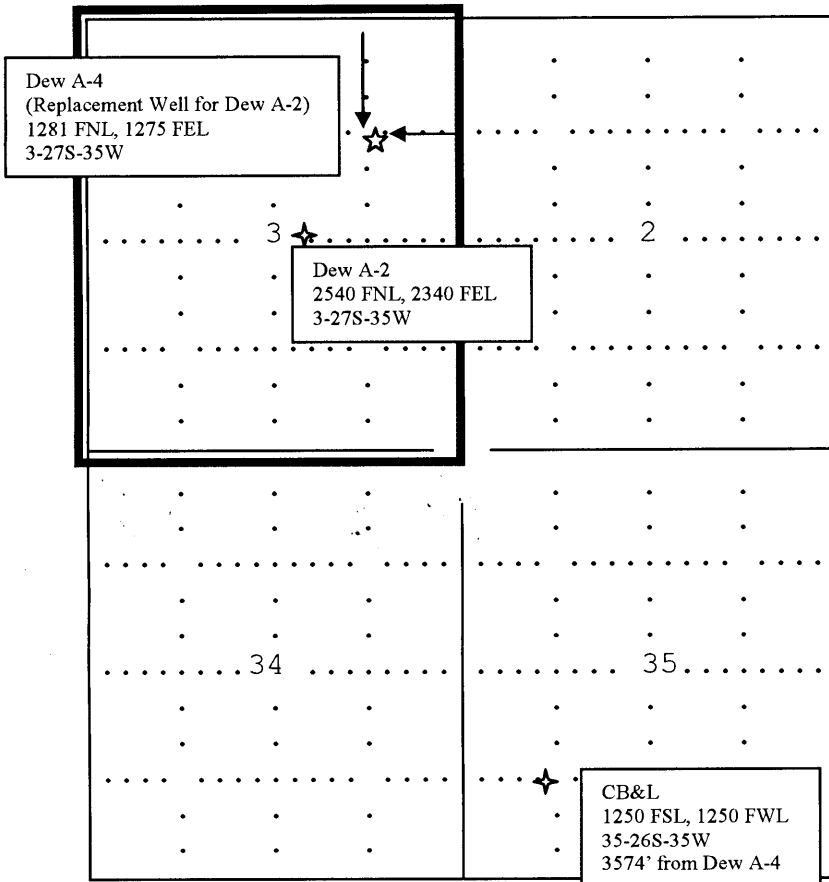 Dew A-4
(Replacement Well for Dew A-2)
1281 FNL, 1275 FEL
3-27S-35W
3
2
Dew A-2
2540 FNL, 2340 FEL
3-27S-35W
34
35
CB&L
1250 FSL, 1250 FWL
35-26S-35W
3574’ from Dew A-4